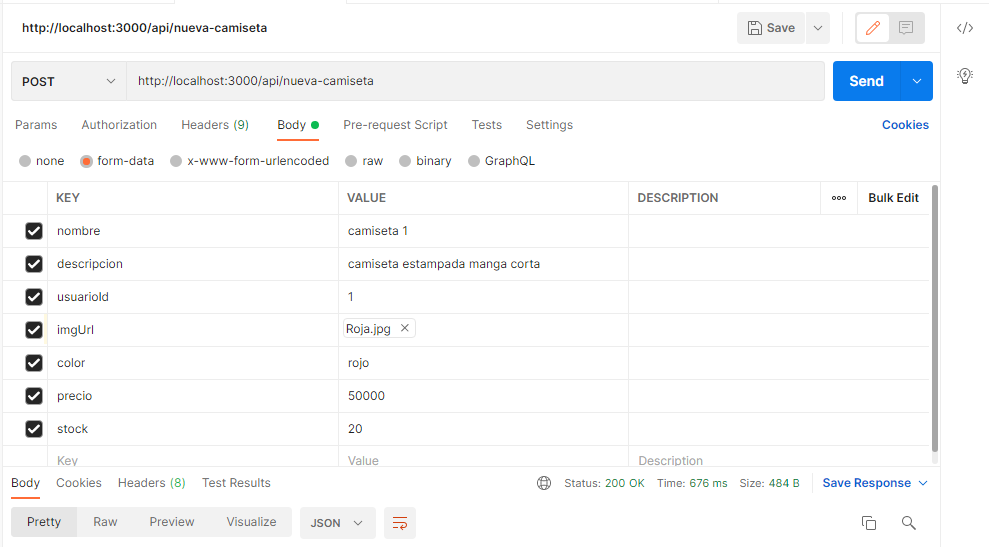 http://localhost:3000/api/nueva-camiseta
Save
POST
http://localhost:3000/api/nueva-camiseta
Send
Params Authorization Headers (9) Body Pre-request Script Tests Settings Cookies
none form-data x-www-form-urlencoded raw binary GraphQL
KEY VALUE DESCRIPTION Bulk Edit
nombre camiseta 1
descripcion camiseta estampada manga corta
usuarioId 1
imgUrl Roja.jpg
color rojo
precio 50000
stock 20
Key Value Description
Body Cookies Headers (8) Test Results Status: 200 OK Time: 676 ms Size: 484 B Save Response
Pretty Raw Preview Visualize JSON